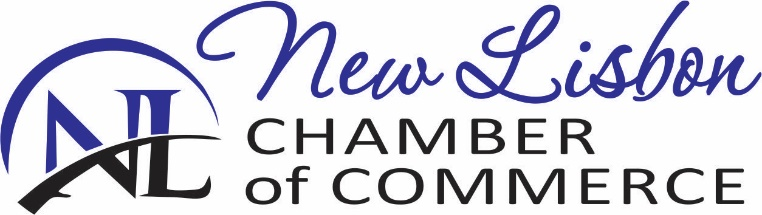 NL
New Lisbon
CHAMBER
of COMMERCE